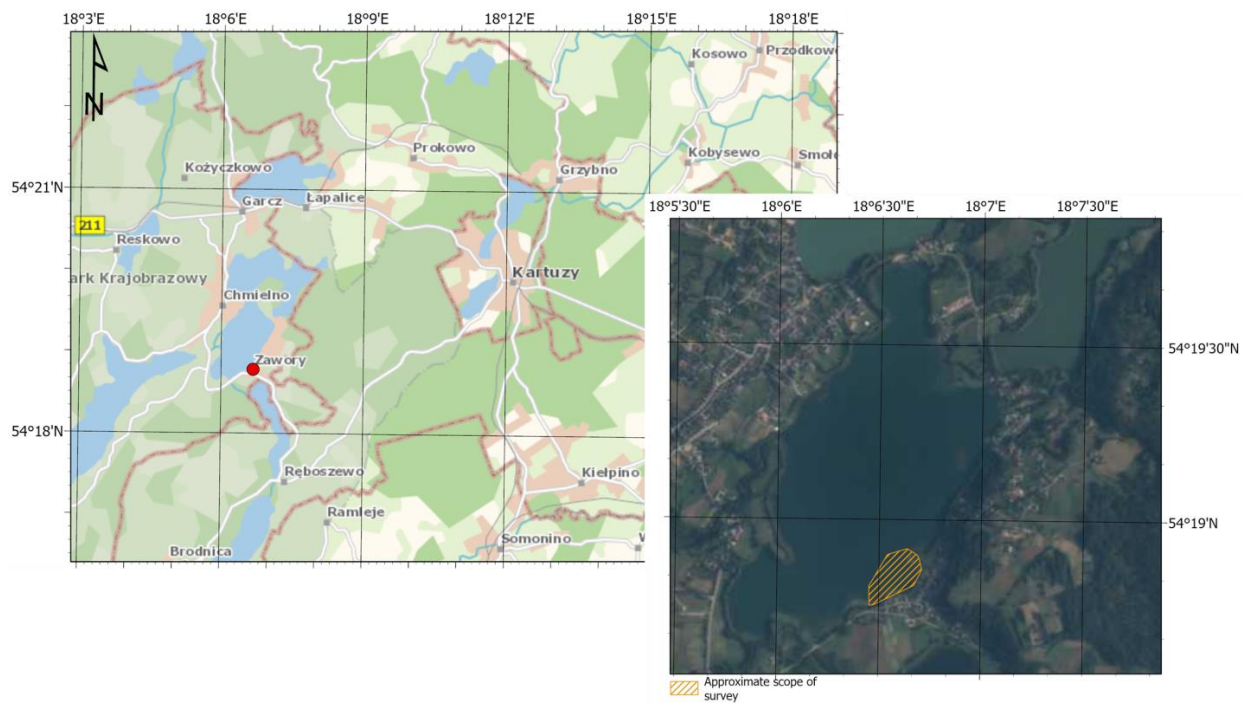 18°3'E 18°6'E 18°9'E 18°12'E 18°15'E 18°18'E
N
Kosowo
Przodkow
Prokowo
Kobysewo
Smołe
Grzybno
Kożyczkowo
54°21'N
Garcz
Łapalice
211
Reskowo
ark Krajobrazowy
Kartuzy
Chmielno
Zawory
54°18'N
Ręboszewo
Kiełpino
Ramleje
Brodnica
Somonino
W
18°5'30"E 18°6'E 18°6'30"E 18°7'E 18°7'30"E
54°19'30"N
54°19'N
Approximate scope of
survey